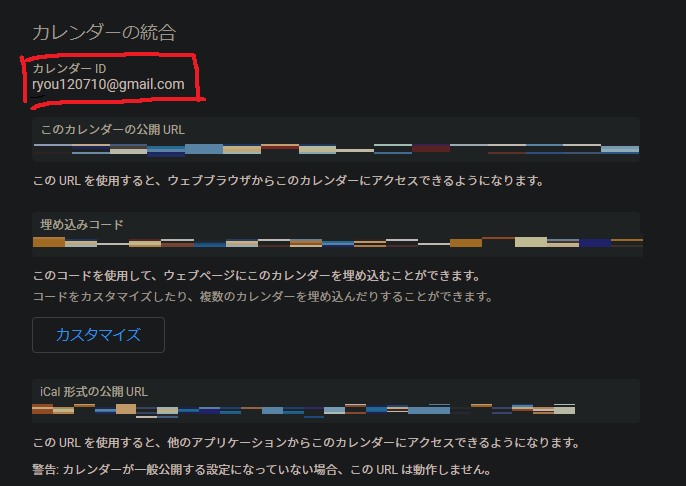 カレンダーの統合
カレンダー ID
ryou120710@gmail.com
このカレンダーの公開 URL
この URL を使用すると、ウェブブラウザからこのカレンダーにアクセスできるようになります。
埋め込みコード
このコードを使用して、ウェブページにこのカレンダーを埋め込むことができます。
コードをカスタマイズしたり、複数のカレンダーを埋め込んだりすることができます。
カスタマイズ
iCal 形式の公開 URL
この URL を使用すると、他のアプリケーションからこのカレンダーにアクセスできるようになります。
警告: カレンダーが一般公開する設定になっていない場合、この URL は動作しません。